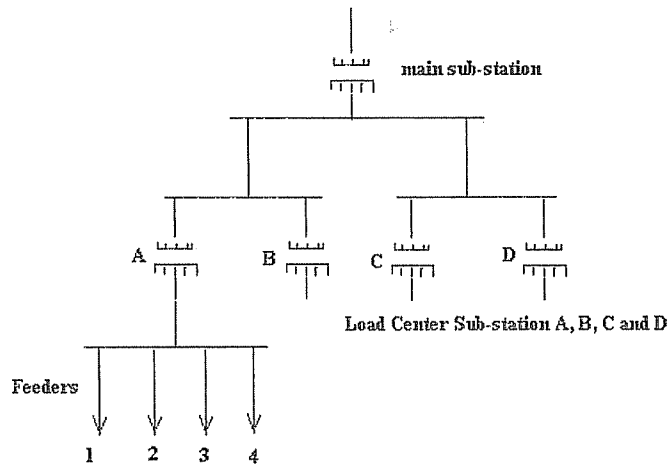 main sub-station
A
B
C
D
Load Center Sub-station A, B, C and D
Feeders
1 2 3 4